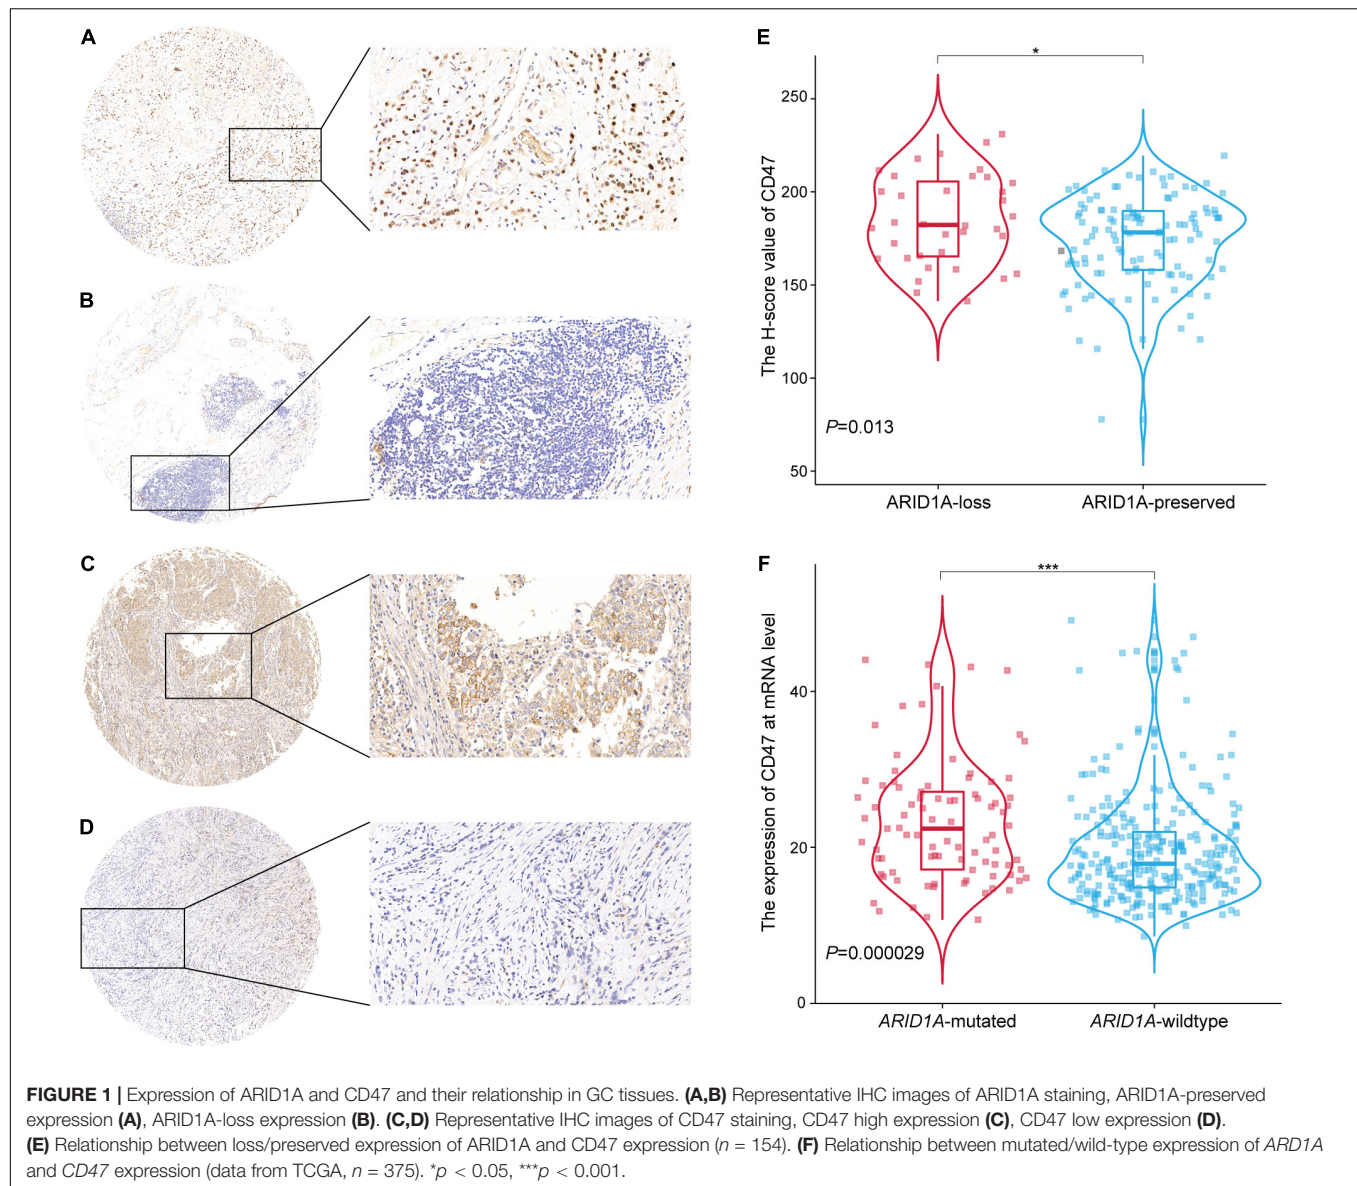 A
B
C
D
E
*
250
200
150
100
50
The H-score value of CD47
P=0.013
ARID1A-loss ARID1A-preserved
F
***
40
20
0
The expression of CD47 at mRNA level
P=0.000029
ARID1A-mutated ARID1A-wildtype
FIGURE 1 | Expression of ARID1A and CD47 and their relationship in GC tissues. (A,B) Representative IHC images of ARID1A staining, ARID1A-preserved
expression (A), ARID1A-loss expression (B). (C,D) Representative IHC images of CD47 staining, CD47 high expression (C), CD47 low expression (D).
(E) Relationship between loss/preserved expression of ARID1A and CD47 expression (n = 154). (F) Relationship between mutated/wild-type expression of ARD1A
and CD47 expression (data from TCGA, n = 375). *p < 0.05, ***p < 0.001.